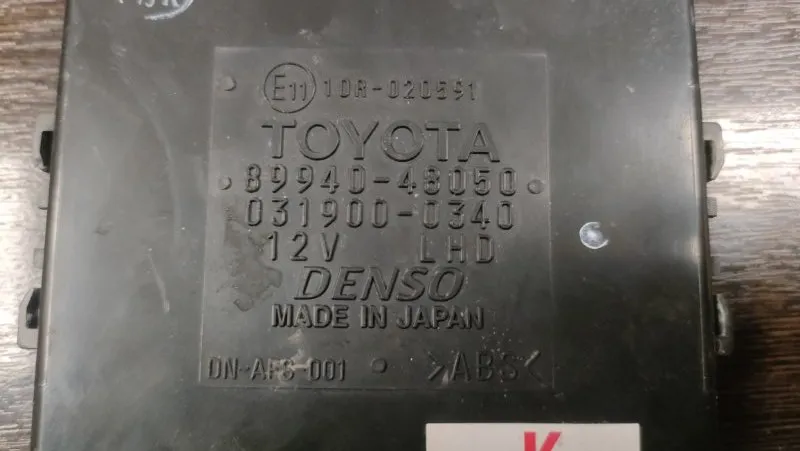 E11 10R-020591
TOYOTA
89940-48050
031900-0340
12V LHD
DENSO
MADE IN JAPAN
DN-AFS-001 >ABS<
K